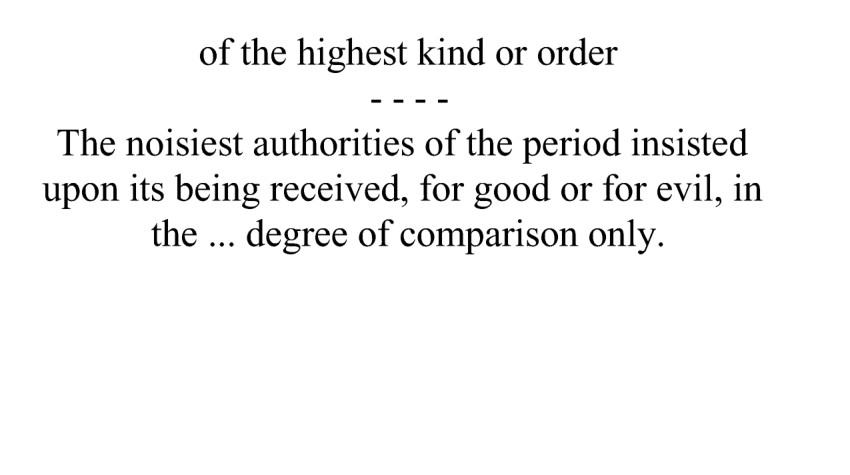 of the highest kind or order
- - - -
The noisiest authorities of the period insisted
upon its being received, for good or for evil, in
the ... degree of comparison only.